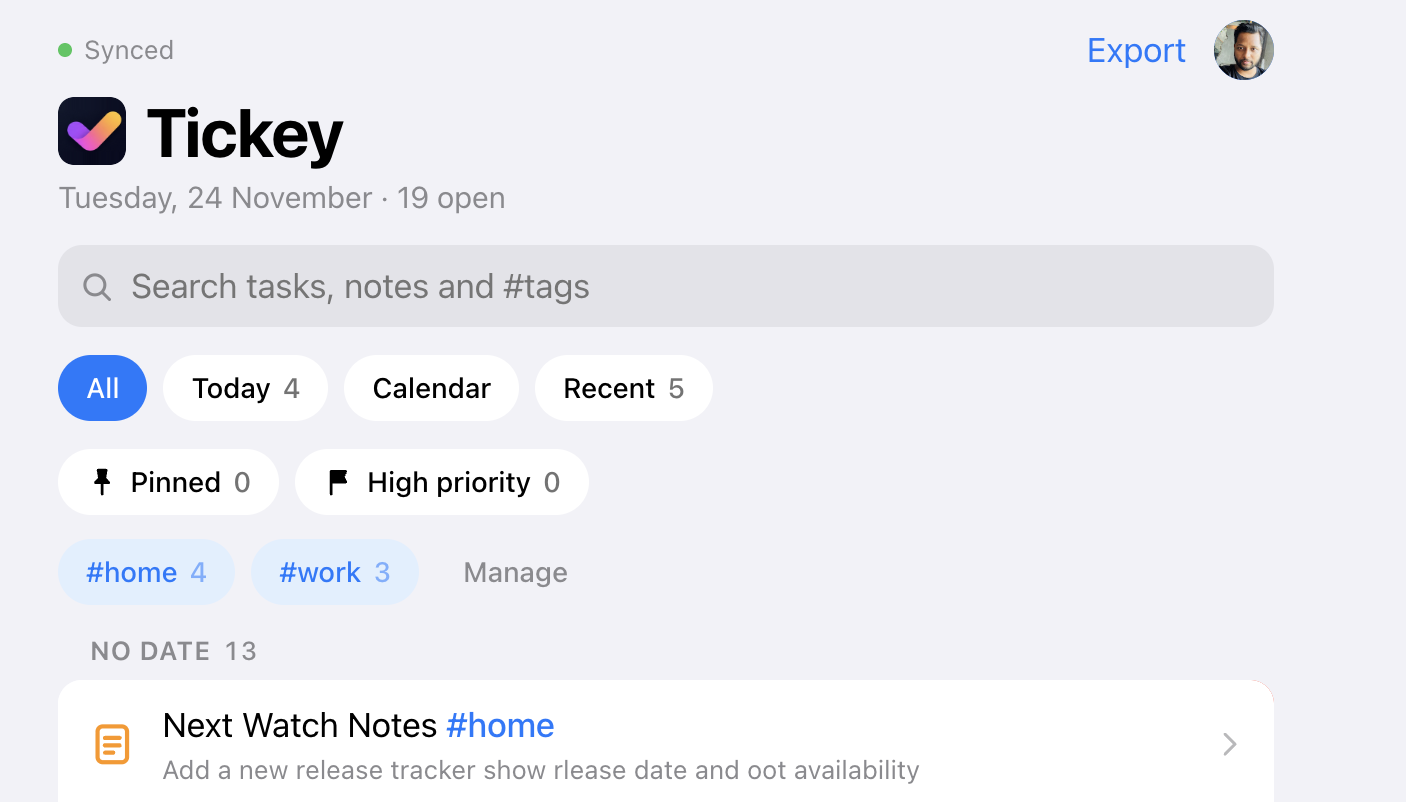 Synced
Export
Tickey
Tuesday, 24 November · 19 open
Search tasks, notes and #tags
All Today 4 Calendar Recent 5
Pinned 0 High priority 0
#home 4 #work 3 Manage
NO DATE 13
Next Watch Notes #home
Add a new release tracker show rlease date and oot availability